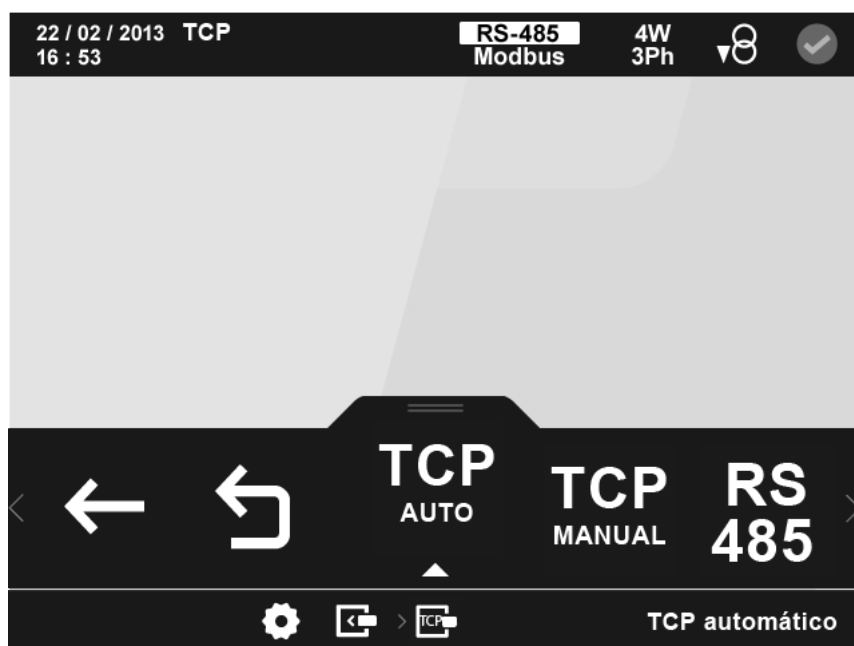 22 / 02 / 2013 TCP
16 : 53
RS-485
Modbus
4W
3Ph
TCP
AUTO
TCP
MANUAL
RS
485
TCP
TCP automático